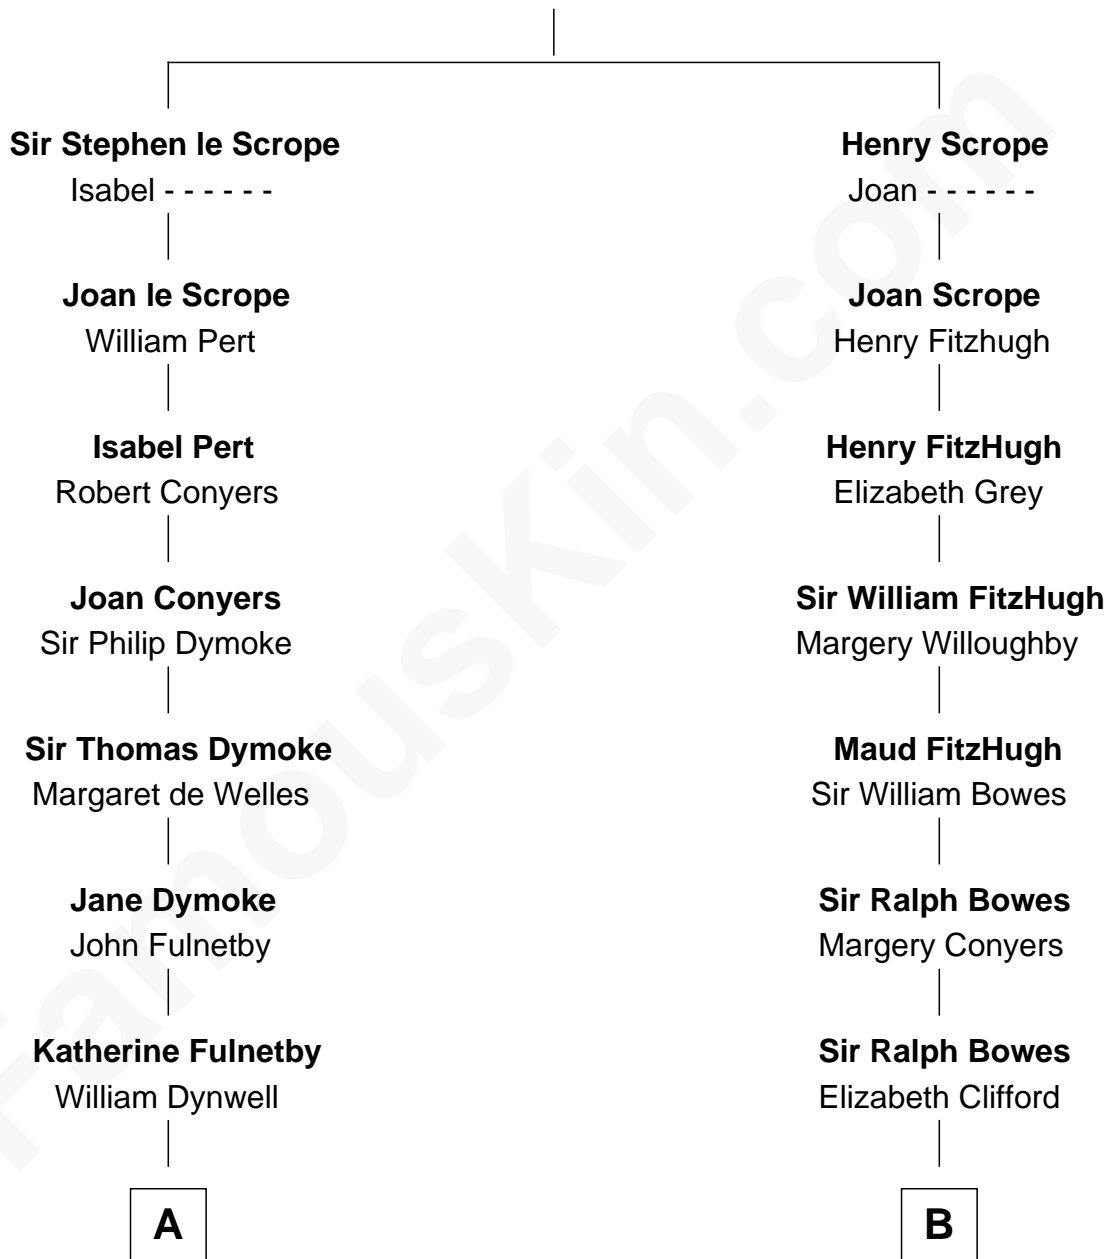 Sir Stephen le Scrope
Isabel - - - - - -
Joan le Scrope
William Pert
Isabel Pert
Robert Conyers
Joan Conyers
Sir Philip Dymoke
Sir Thomas Dymoke
Margaret de Welles
Jane Dymoke
John Fulnetby
Katherine Fulnetby
William Dynwell
A
Henry Scrope
Joan - - - - - -
Joan Scrope
Henry Fitzhugh
Henry FitzHugh
Elizabeth Grey
Sir William FitzHugh
Margery Willoughby
Maud FitzHugh
Sir William Bowes
Sir Ralph Bowes
Margery Conyers
Sir Ralph Bowes
Elizabeth Clifford
B
FamousKin.com